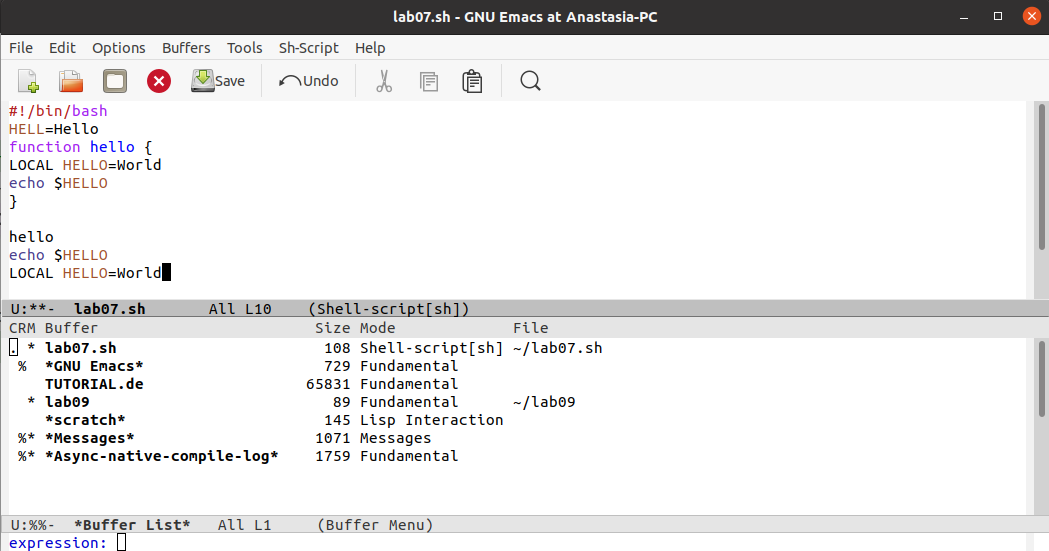 lab07.sh - GNU Emacs at Anastasia-PC
File Edit Options Buffers Tools Sh-Script Help
Save Undo
#!/bin/bash
HELL=Hello
function hello {
LOCAL HELLO=World
echo $HELLO
}
hello
echo $HELLO
LOCAL HELLO=World
U:**-  lab07.sh       All L10    (Shell-script[sh])
CRM Buffer                        Size Mode             File
. * lab07.sh                       108 Shell-script[sh] ~/lab07.sh
%  *GNU Emacs*                    729 Fundamental
TUTORIAL.de                  65831 Fundamental
* lab09                           89 Fundamental      ~/lab09
*scratch*                      145 Lisp Interaction
%* *Messages*                    1071 Messages
%* *Async-native-compile-log*    1759 Fundamental
U:%%-  *Buffer List*   All L1     (Buffer Menu)
expression: